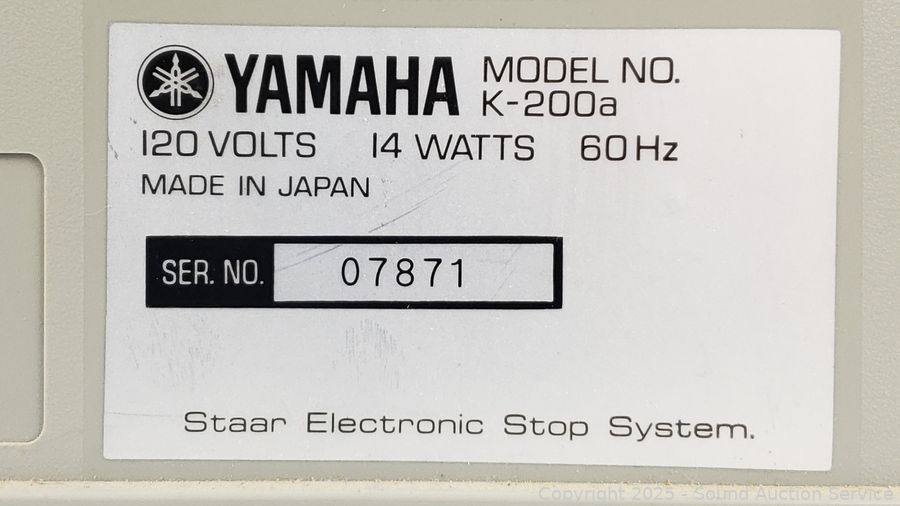 YAMAHA MODEL NO. K-200a
120 VOLTS 14 WATTS 60Hz
MADE IN JAPAN
SER. NO. 07871
Staar Electronic Stop System.
Copyright 2025 - Sound Auction Service